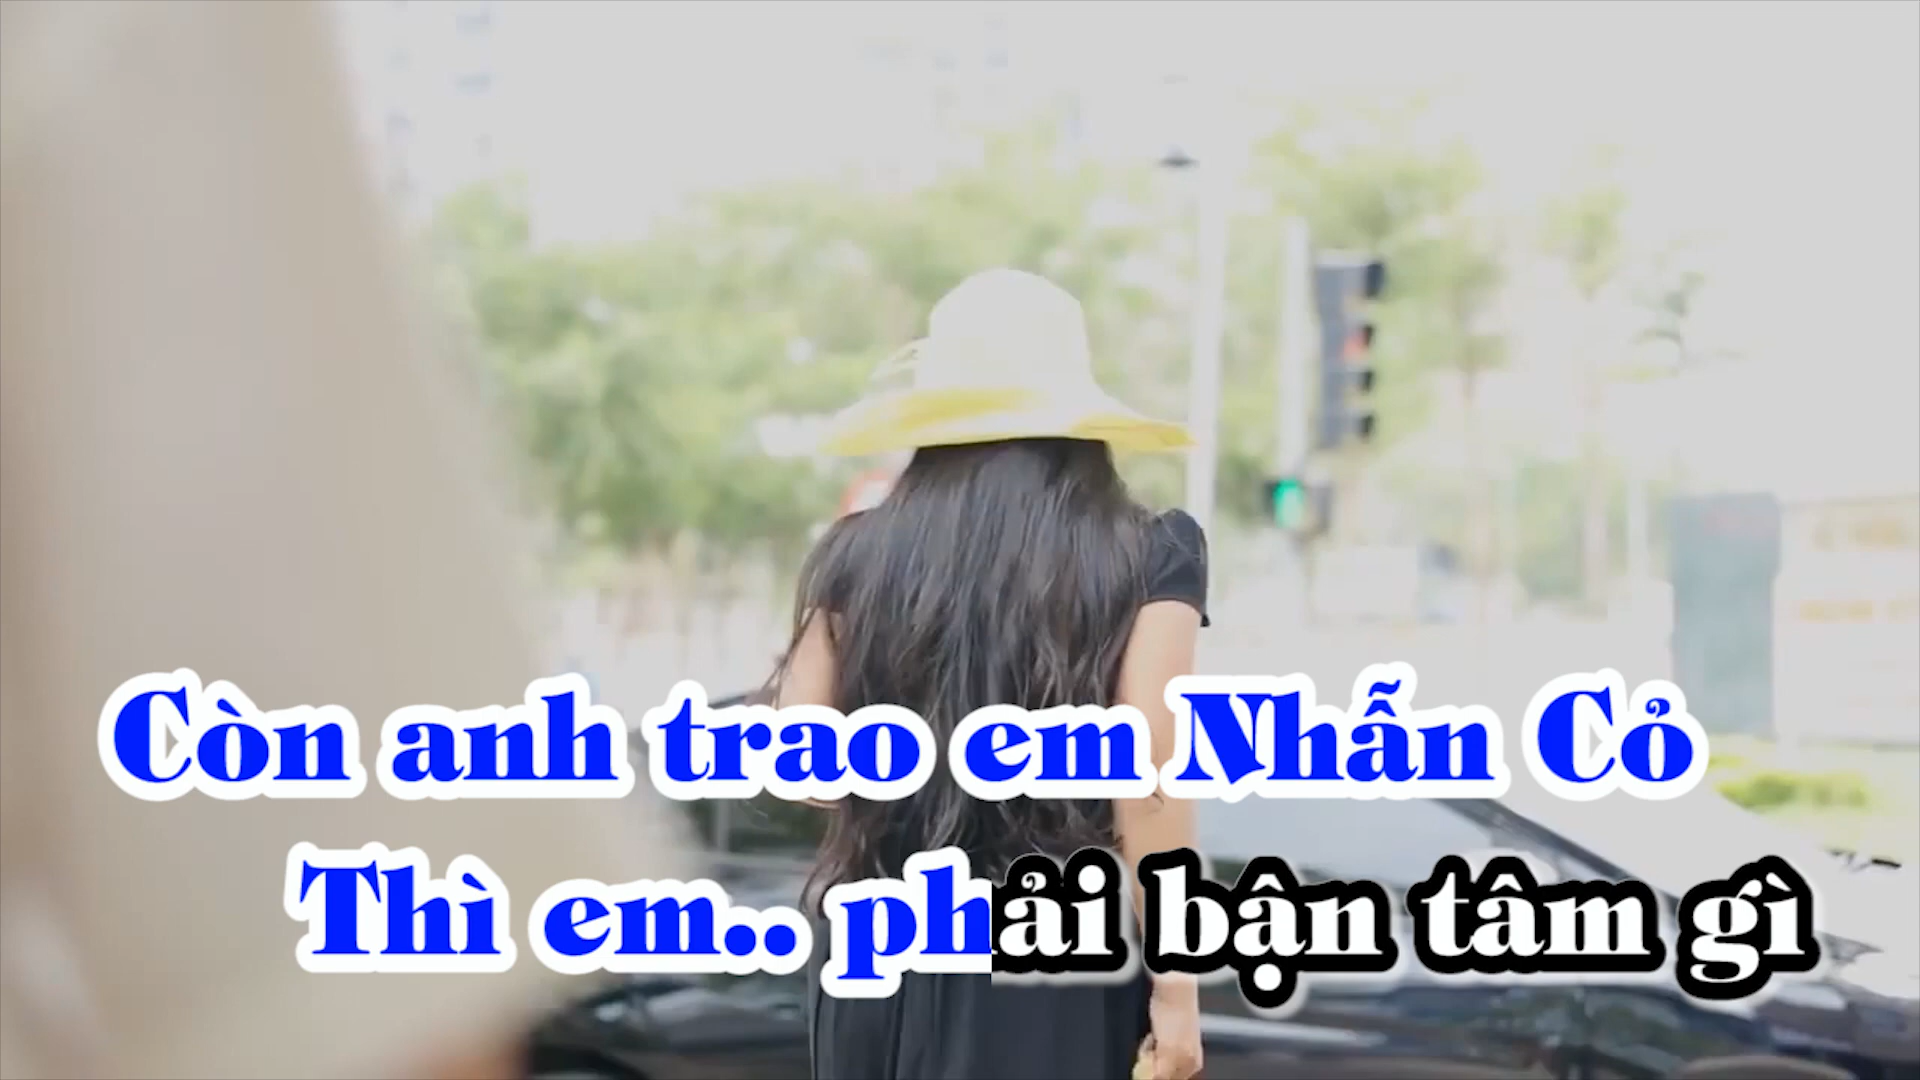 Còn anh trao em Nhẫn Cỏ
Thì em.. phải bận tâm gì